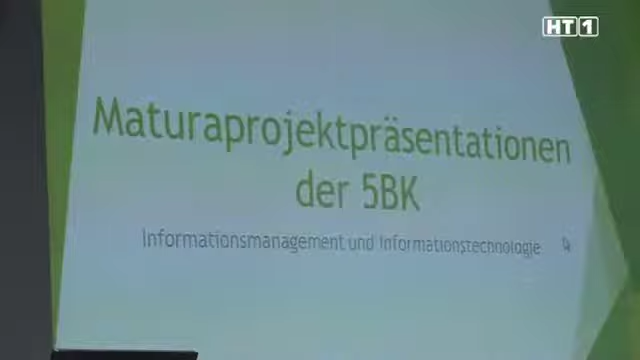 HT1
Maturaprojektpräsentationen
der 5BK
Informationsmanagement und Informationstechnologie